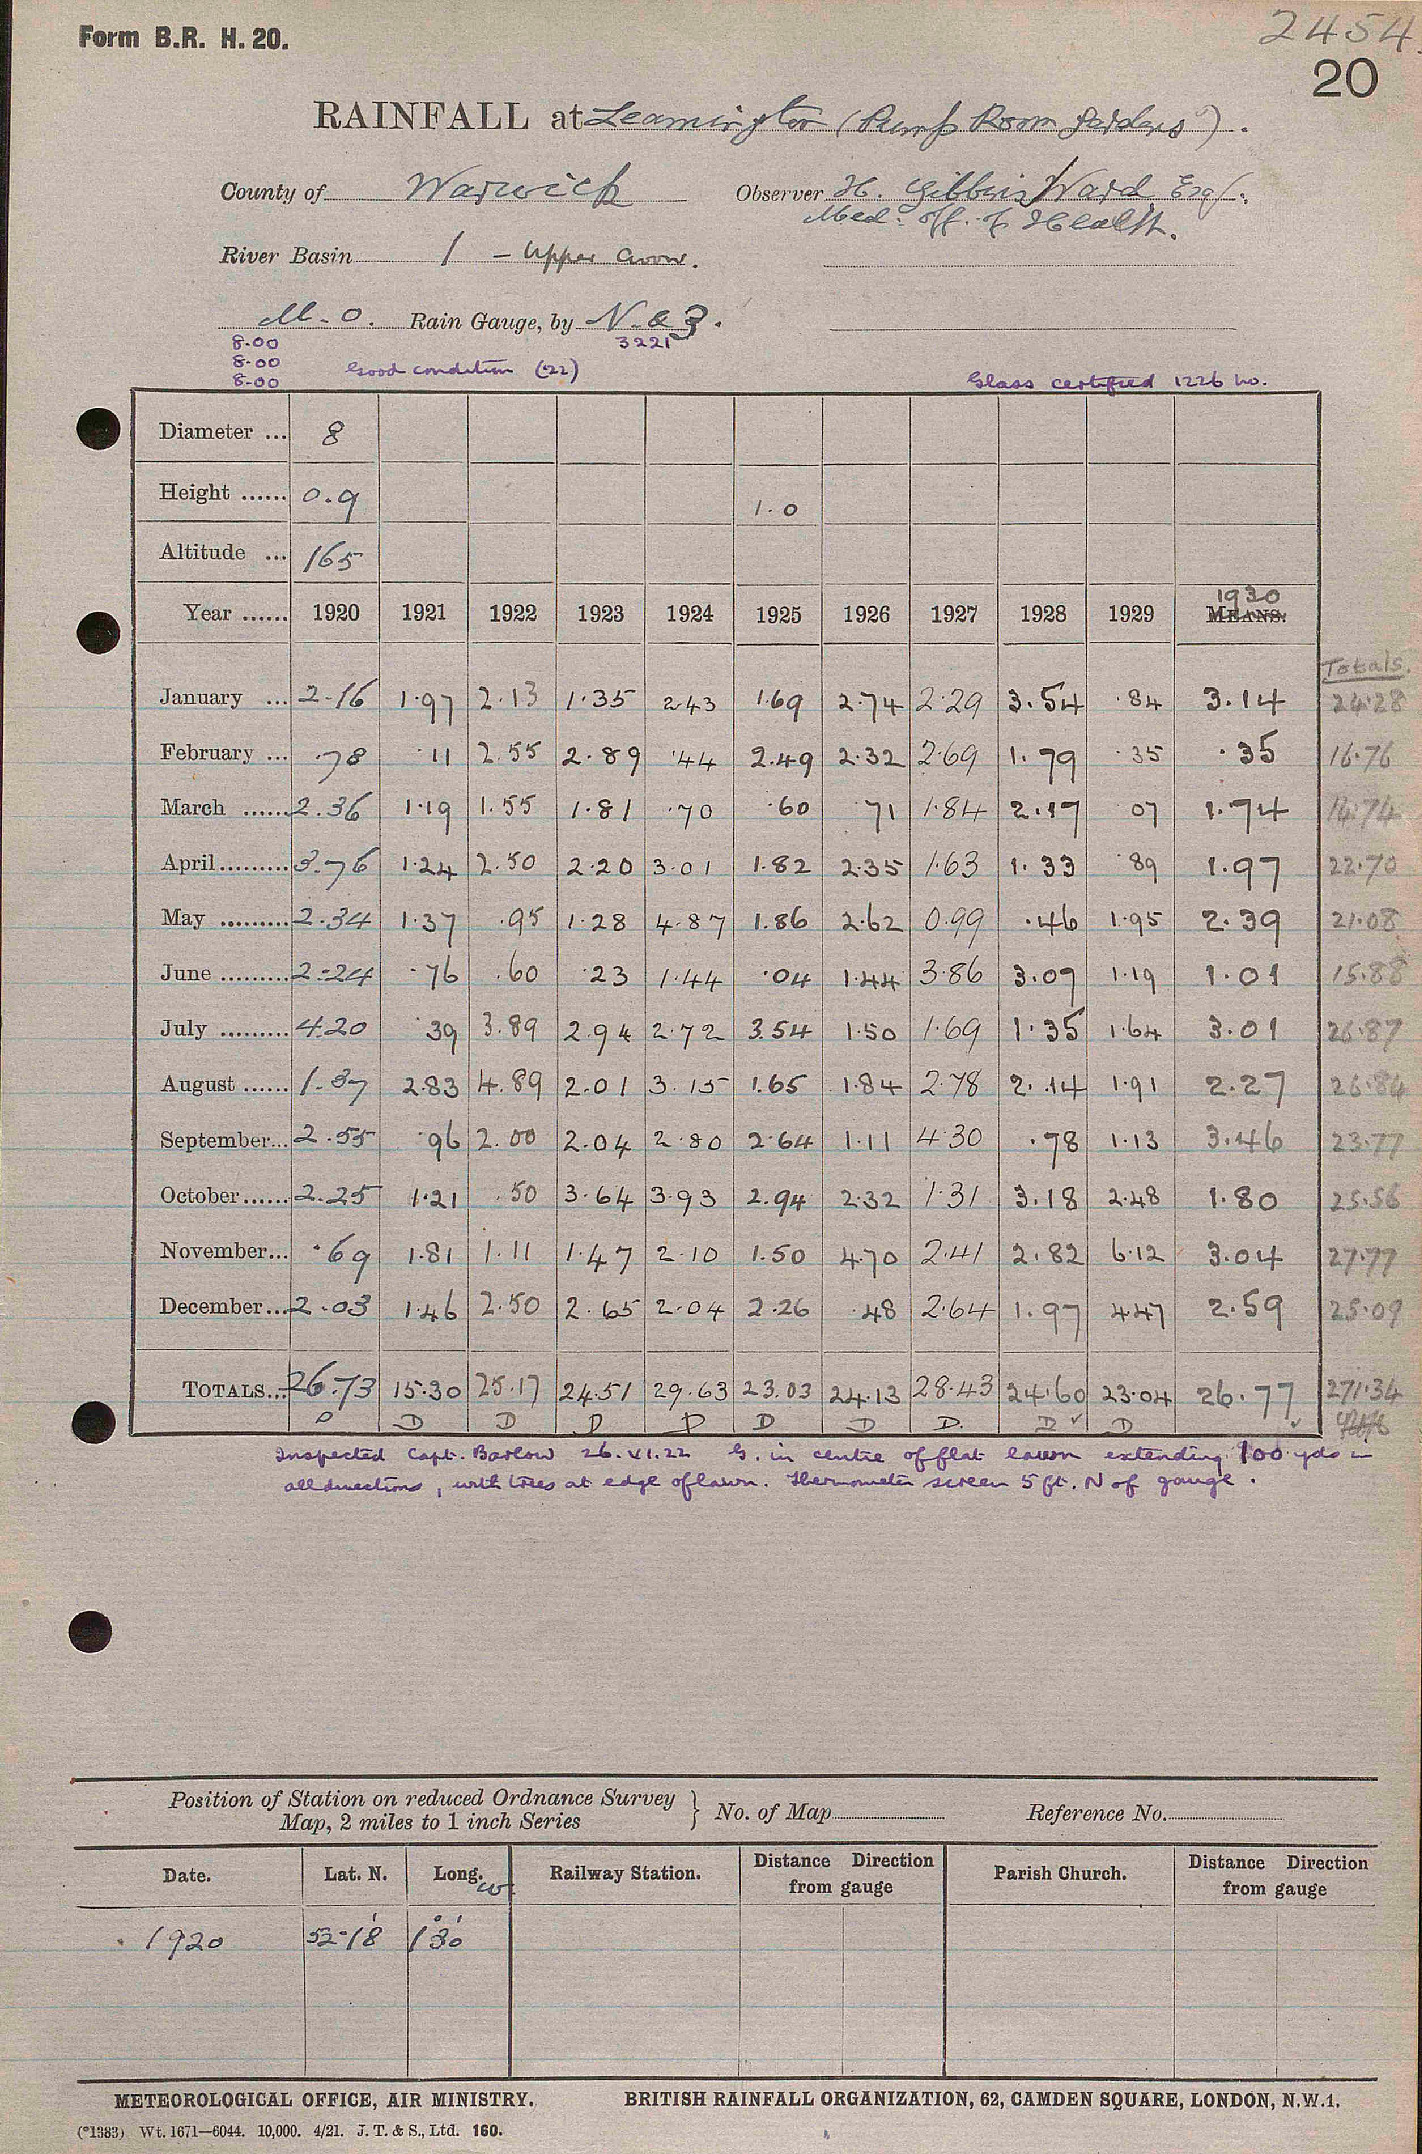 Form B.R. H. 20.
2454.
20
RAINFALL at Leamington (Pump Room Gardens).
County of Warwick Observer H. Gibbons Ward Esq.
Med. Off. of Health.
River Basin 1 - Upper Avon.
M.O. Rain Gauge, by N. & Z.
8.00 3221
8.00 Good condition (22)
8.00 Glass certified 1226 ho.
Diameter ... 8
Height ...... 0.9 1.0
Altitude ... 165
1930
Year ...... 1920 1921 1922 1923 1924 1925 1926 1927 1928 1929 MEANS.
Totals.
January ... 2.16 1.97 2.13 1.35 2.43 1.69 2.74 2.29 3.54 .84 3.14 24.28
February ... .78 .11 2.55 2.89 .44 2.49 2.32 2.69 1.79 .35 .35 16.76
March ...... 2.36 1.19 1.55 1.81 .70 .60 .71 1.84 2.17 07 1.74 14.74
April ......... 3.76 1.24 2.50 2.20 3.01 1.82 2.35 1.63 1.33 .89 1.97 22.70
May ......... 2.34 1.37 .95 1.28 4.87 1.86 2.62 0.99 .46 1.95 2.39 21.08
June ......... 2.24 .76 .60 .23 1.44 .04 1.44 3.86 3.07 1.19 1.01 15.88
July ......... 4.20 .39 3.89 2.94 2.72 3.54 1.50 1.69 1.35 1.64 3.01 26.87
August ...... 1.37 2.83 4.89 2.01 3.15 1.65 1.84 2.78 2.14 1.91 2.27 26.84
September... 2.55 .96 2.00 2.04 2.80 2.64 1.11 4.30 .78 1.13 3.46 23.77
October ...... 2.25 1.21 .50 3.64 3.93 2.94 2.32 1.31 3.18 2.48 1.80 25.56
November... .69 1.81 1.11 1.47 2.10 1.50 4.70 2.41 2.82 6.12 3.04 27.77
December... 2.03 1.46 2.50 2.65 2.04 2.26 .48 2.64 1.97 4.47 2.59 25.09
TOTALS... 26.73 15.30 25.17 24.51 29.63 23.03 24.13 28.43 24.60 23.04 26.77 271.34
D D D D D D D D. D ✓ D ✓
Inspected Capt. Barlow 26.VI.22 G. in centre of flat lawn extending 100 yds in
all directions, with trees at edge of lawn. Thermometer screen 5 ft. N of gauge.
Position of Station on reduced Ordnance Survey
Map, 2 miles to 1 inch Series } No. of Map Reference No.
Date. Lat. N. Long. W. Railway Station. Distance Direction from gauge Parish Church. Distance Direction from gauge
1920 52-18' 1°30'
METEOROLOGICAL OFFICE, AIR MINISTRY. BRITISH RAINFALL ORGANIZATION, 62, CAMDEN SQUARE, LONDON, N.W.1.
(*1383) Wt. 1671—6044. 10,000. 4/21. J. T. & S., Ltd. 160.